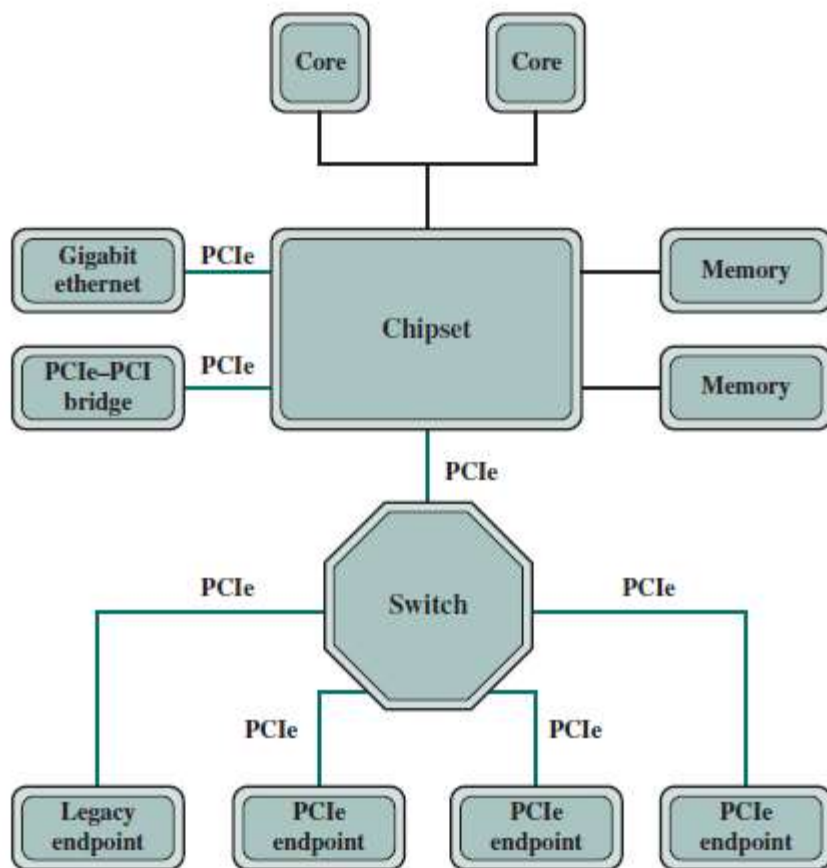 Core
Core
Gigabit
ethernet
PCIe
Chipset
Memory
PCIe–PCI
bridge
PCIe
Memory
PCIe
PCIe
Switch
PCIe
PCIe
PCIe
Legacy
endpoint
PCIe
endpoint
PCIe
endpoint
PCIe
endpoint